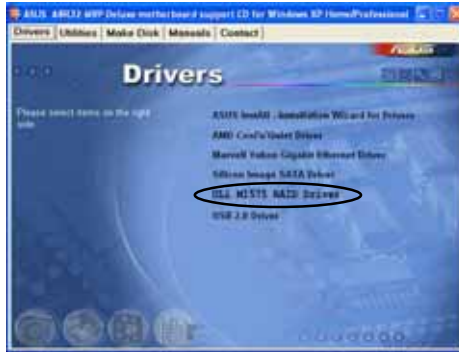 ASUS A8R32-MVP Deluxe motherboard support CD for Windows XP Home/Professional
Drivers Utilities Make Disk Manuals Contact
Drivers
Please select items on the right side
ASUS InstAll - Installation Wizard for Drivers
AMD Cool'n'Quiet Driver
Marvell Yukon Gigabit Ethernet Driver
Silicon Image SATA Driver
ULi M1575 RAID Driver
USB 2.0 Driver